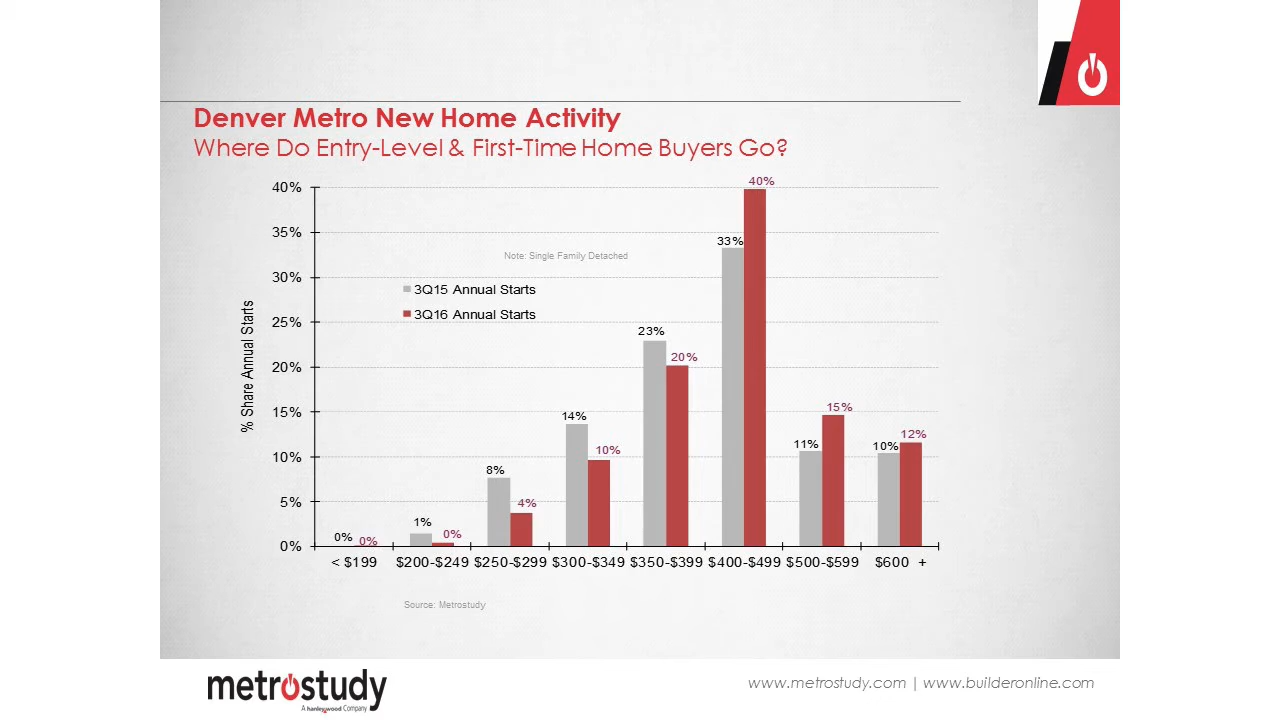 Denver Metro New Home Activity
Where Do Entry-Level & First-Time Home Buyers Go?
40%
35%
30%
25%
20%
15%
10%
5%
0%
% Share Annual Starts
Note: Single Family Detached
3Q15 Annual Starts
3Q16 Annual Starts
0% 0%
1% 0%
8% 4%
14% 10%
23% 20%
33% 40%
11% 15%
10% 12%
< $199 $200-$249 $250-$299 $300-$349 $350-$399 $400-$499 $500-$599 $600 +
Source: Metrostudy
metrostudy
A hanleywood Company
www.metrostudy.com | www.builderonline.com